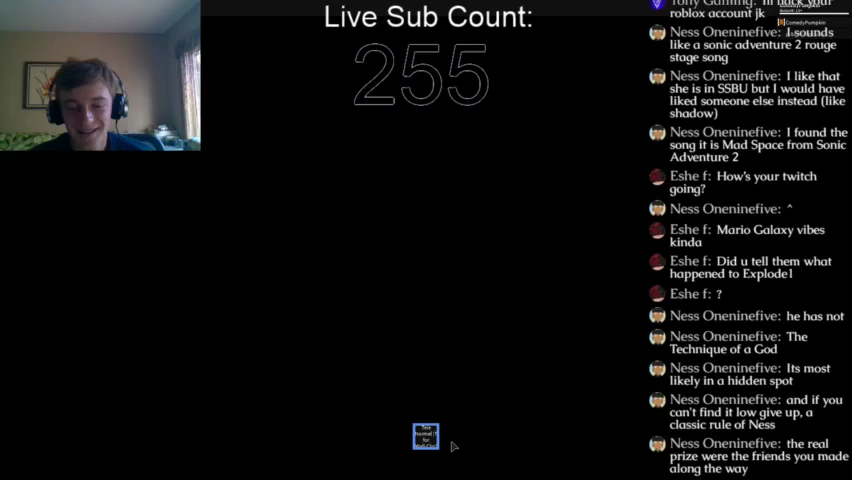 Live Sub Count:
255
roblox account jk
Ness Oneninefive: I sounds
like a sonic adventure 2 rouge
stage song
Ness Oneninefive: I like that
she is in SSBU but I would have
liked someone else instead (like
shadow)
Ness Oneninefive: I found the
song it is Mad Space from Sonic
Adventure 2
Eshe f: How's your twitch
going?
Ness Oneninefive: ^
Eshe f: Mario Galaxy vibes
kinda
Eshe f: Did u tell them what
happened to Explode1
Eshe f: ?
Ness Oneninefive: he has not
Ness Oneninefive: The
Technique of a God
Ness Oneninefive: Its most
likely in a hidden spot
Ness Oneninefive: and if you
can't find it low give up, a
classic rule of Ness
Ness Oneninefive: the real
prize were the friends you made
along the way
ComedyPumpkin
Tele
Normal
for